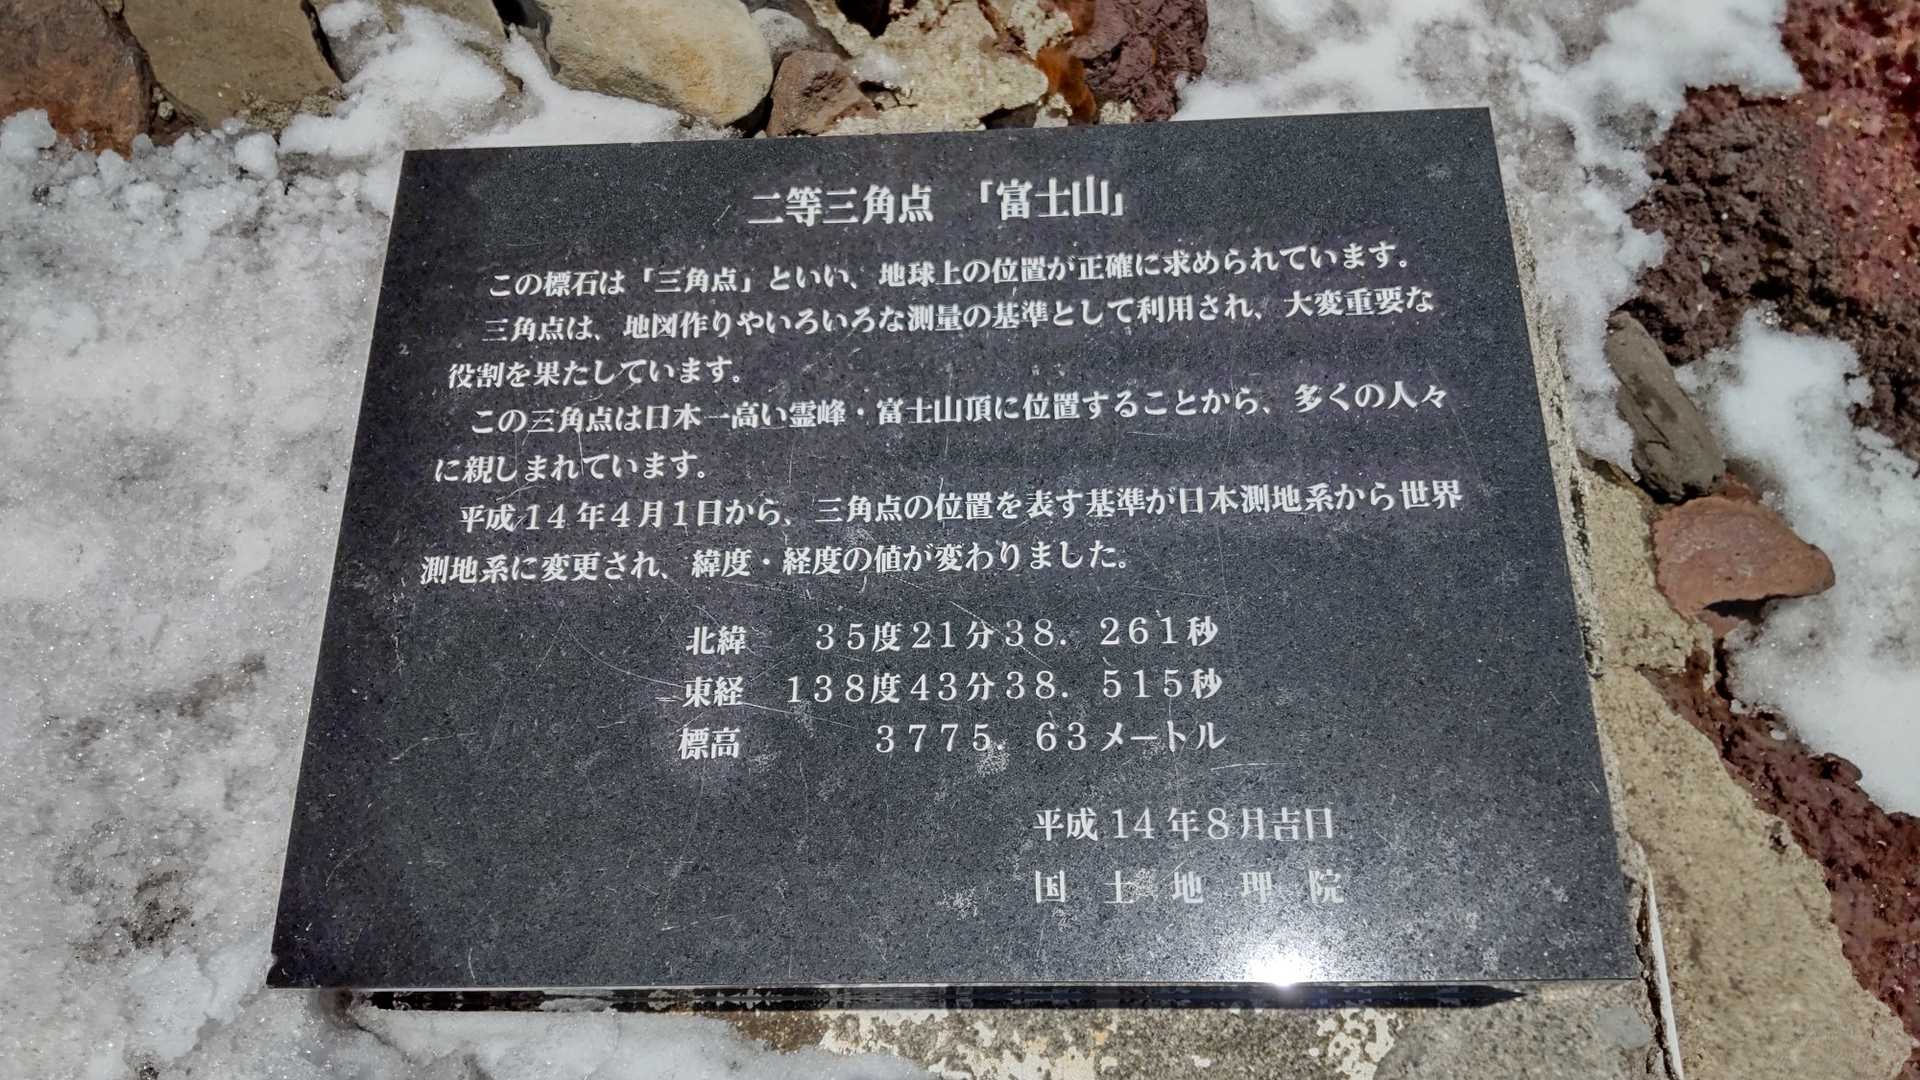 二等三角点 「富士山」
この標石は「三角点」といい、地球上の位置が正確に求められています。
三角点は、地図作りやいろいろな測量の基準として利用され、大変重要な
役割を果たしています。
この三角点は日本一高い霊峰・富士山頂に位置することから、多くの人々
に親しまれています。
平成14年4月1日から、三角点の位置を表す基準が日本測地系から世界
測地系に変更され、緯度・経度の値が変わりました。
北緯 35度21分38．261秒
東経 138度43分38．515秒
標高 3775．63メートル
平成14年8月吉日
国土地理院